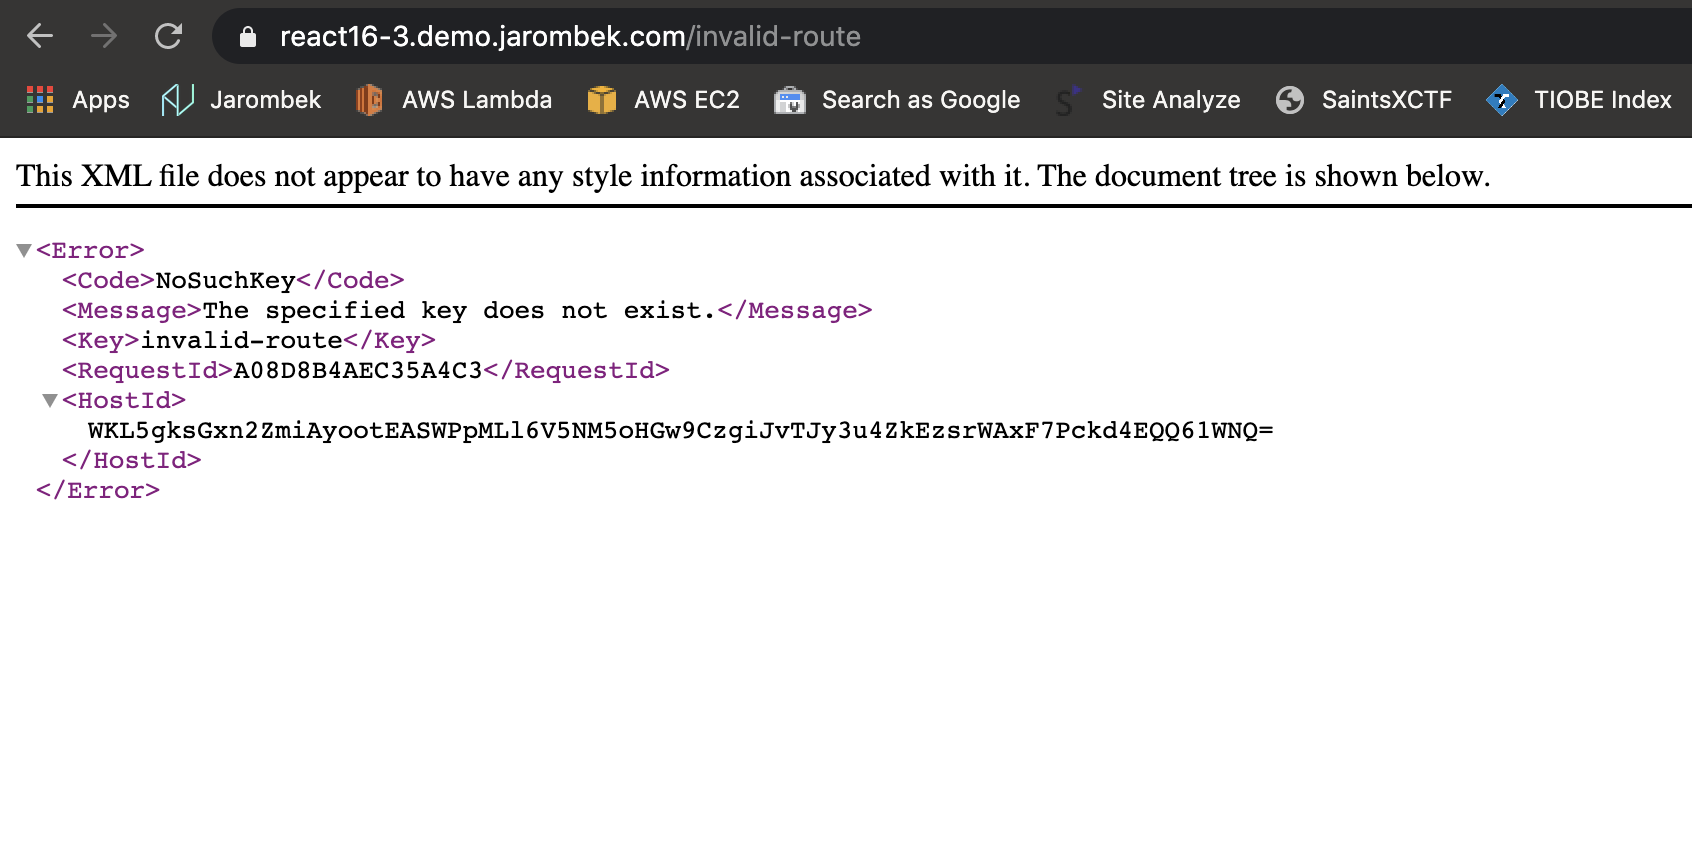 react16-3.demo.jarombek.com/invalid-route
Apps Jarombek AWS Lambda AWS EC2 Search as Google Site Analyze SaintsXCTF TIOBE Index
This XML file does not appear to have any style information associated with it. The document tree is shown below.
<Error>
<Code>NoSuchKey</Code>
<Message>The specified key does not exist.</Message>
<Key>invalid-route</Key>
<RequestId>A08D8B4AEC35A4C3</RequestId>
<HostId>
WKL5gksGxn2ZmiAyootEASWPpMLl6V5NM5oHGw9CzgiJvTJy3u4ZkEzsrWAxF7Pckd4EQQ61WNQ=
</HostId>
</Error>